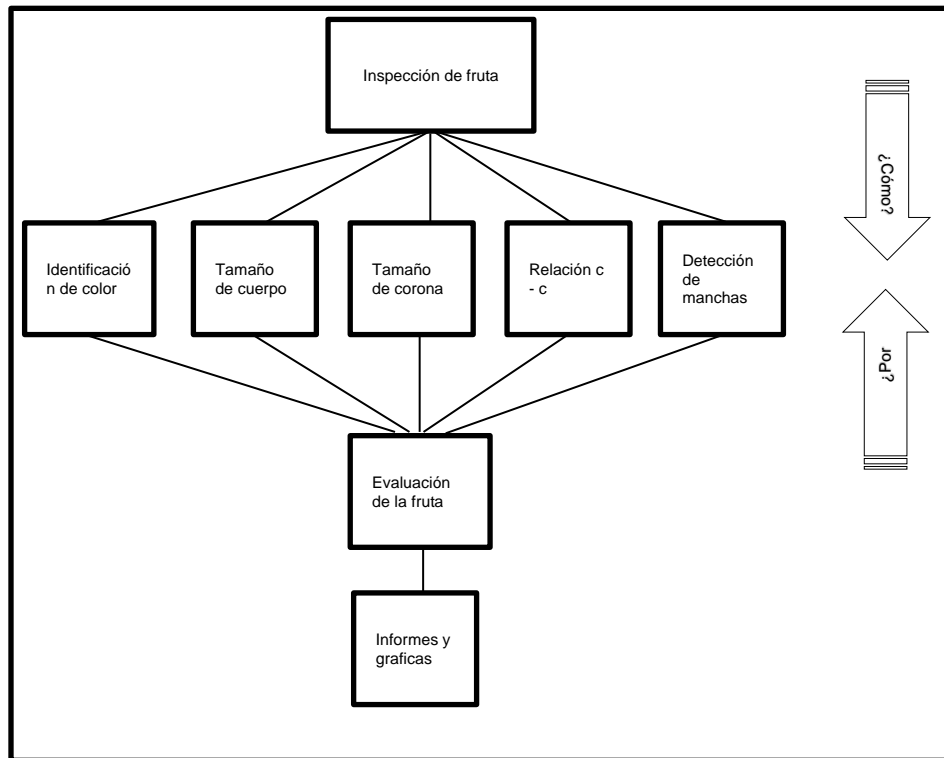 Inspección de fruta
¿Cómo?
Identificació
n de color
Tamaño
de cuerpo
Tamaño
de corona
Relación c
- c
Detección
de
manchas
¿Por
Evaluación
de la fruta
Informes y
graficas